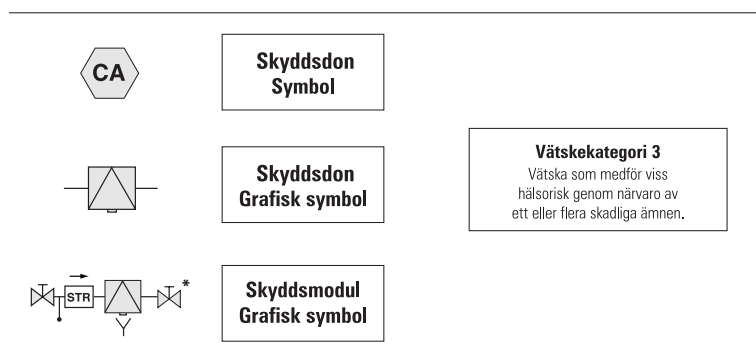 CA
Skyddsdon
Symbol
Skyddsdon
Grafisk symbol
Vätskekategori 3
Vätska som medför viss
hälsorisk genom närvaro av
ett eller flera skadliga ämnen.
STR
*
Skyddsmodul
Grafisk symbol